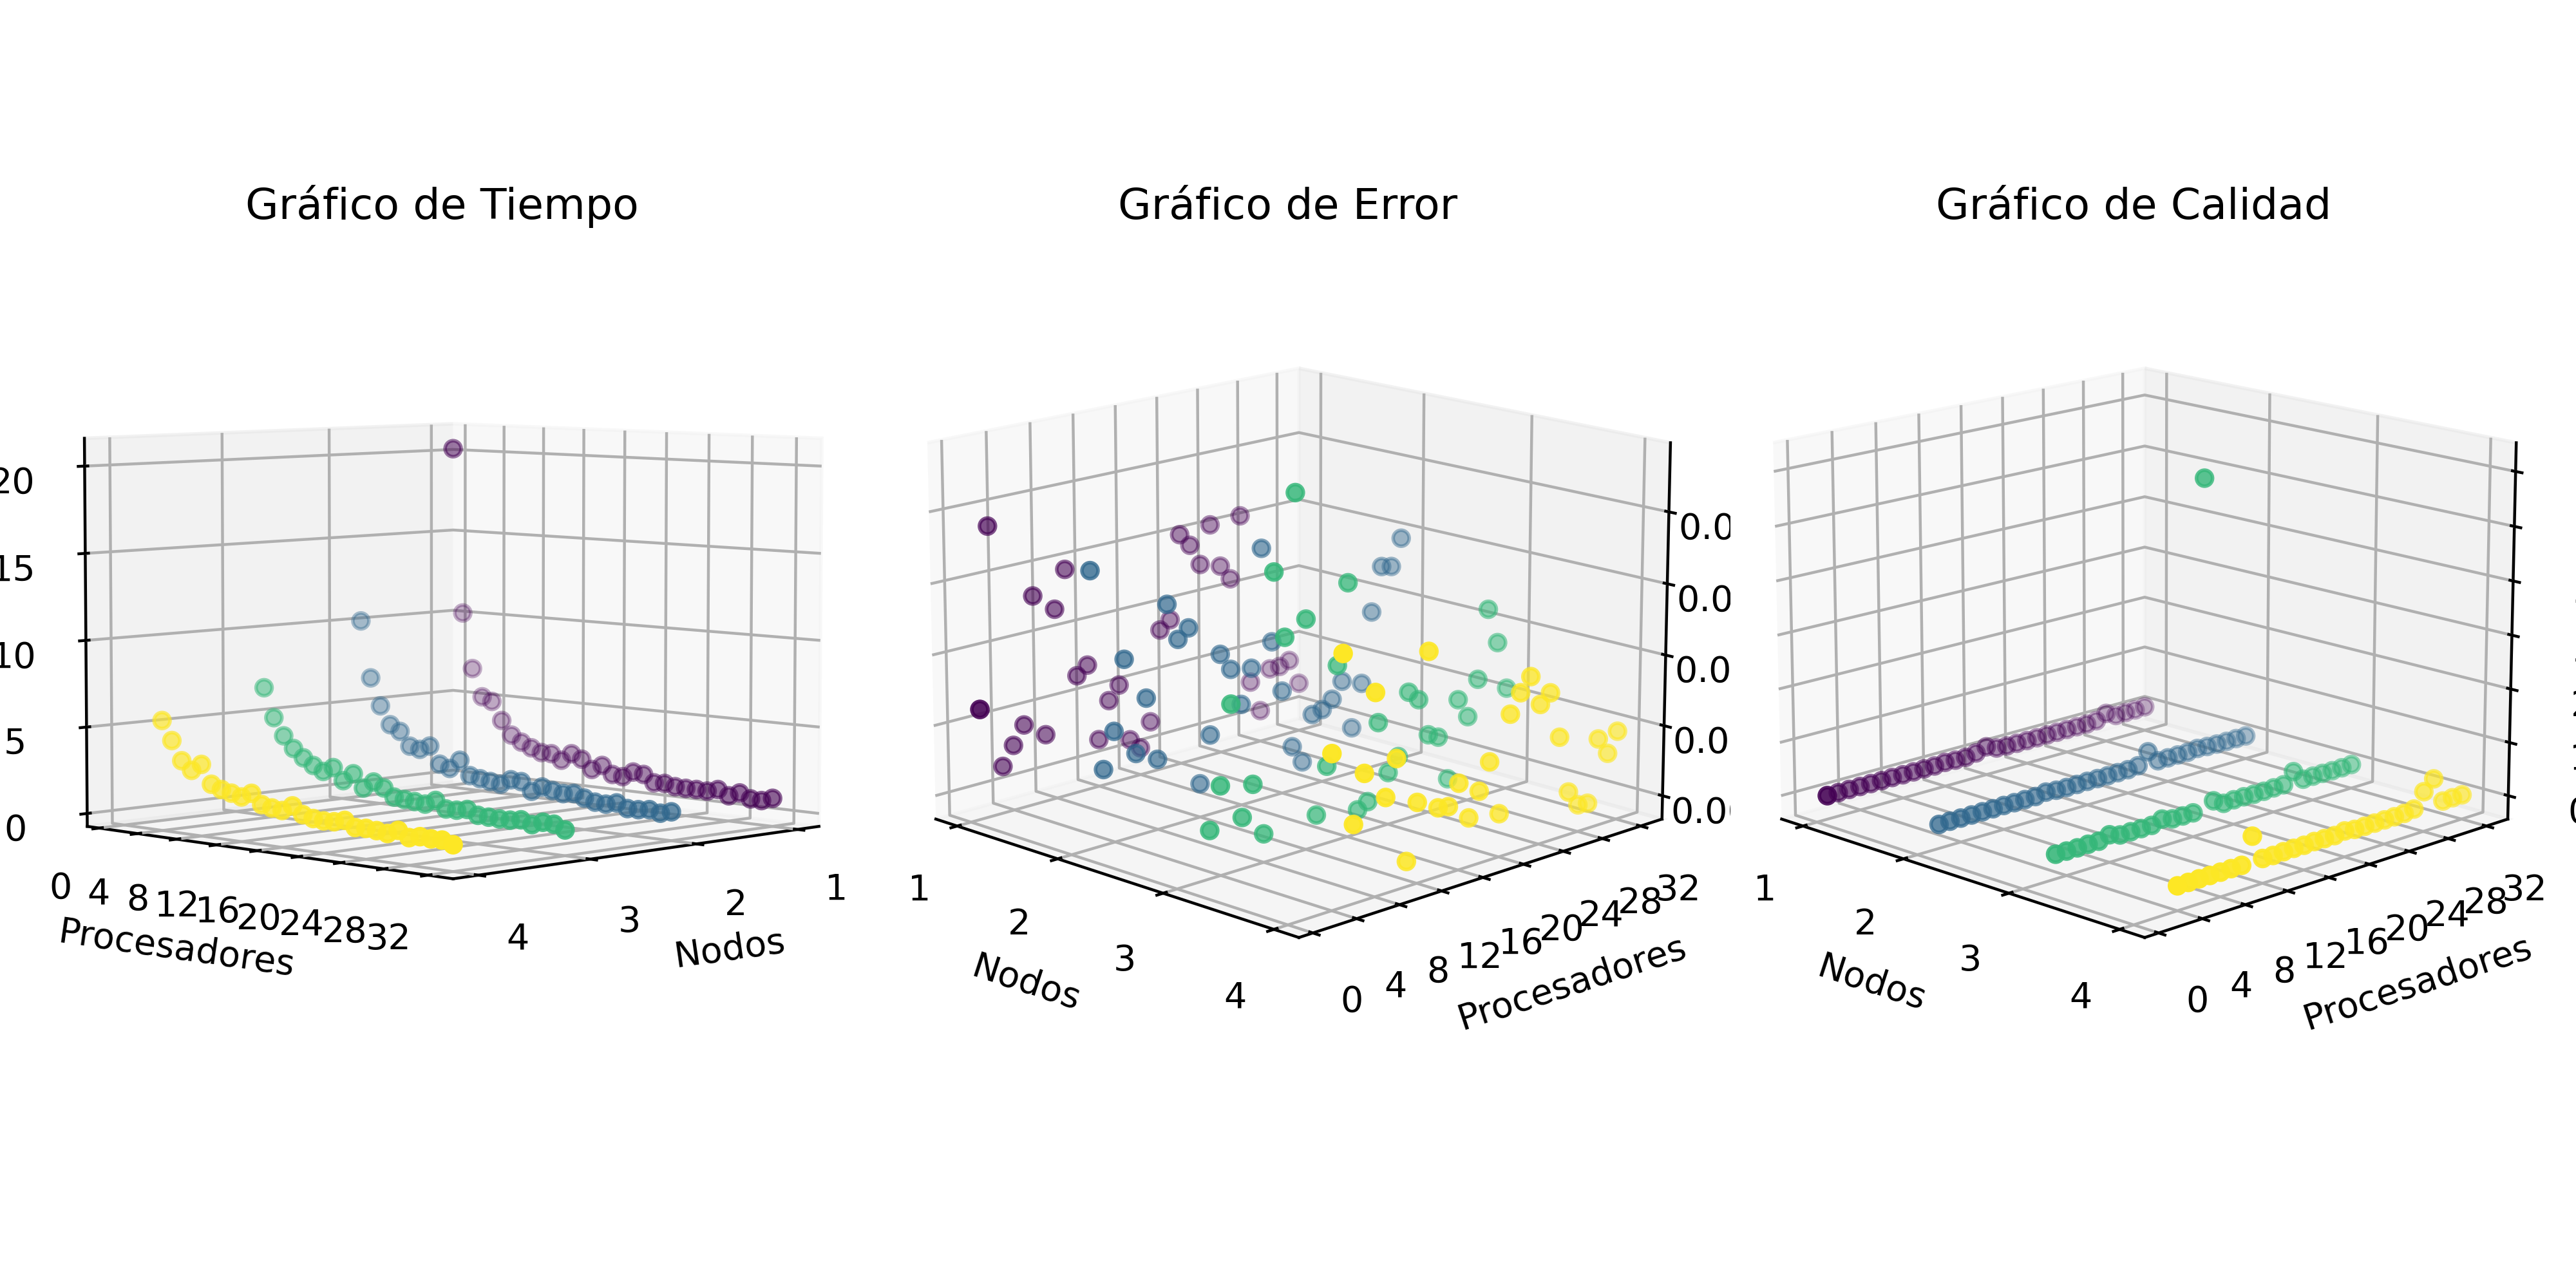 Gráfico de Tiempo
20
15
10
5
0
0 4 8 12 16 20 24 28 32
Procesadores
4 3 2 1
Nodos
Gráfico de Error
0.0
0.0
0.0
0.0
0.0
1 2 3 4
Nodos
0 4 8 12 16 20 24 28 32
Procesadores
Gráfico de Calidad
1 2 3 4
Nodos
0 4 8 12 16 20 24 28 32
Procesadores